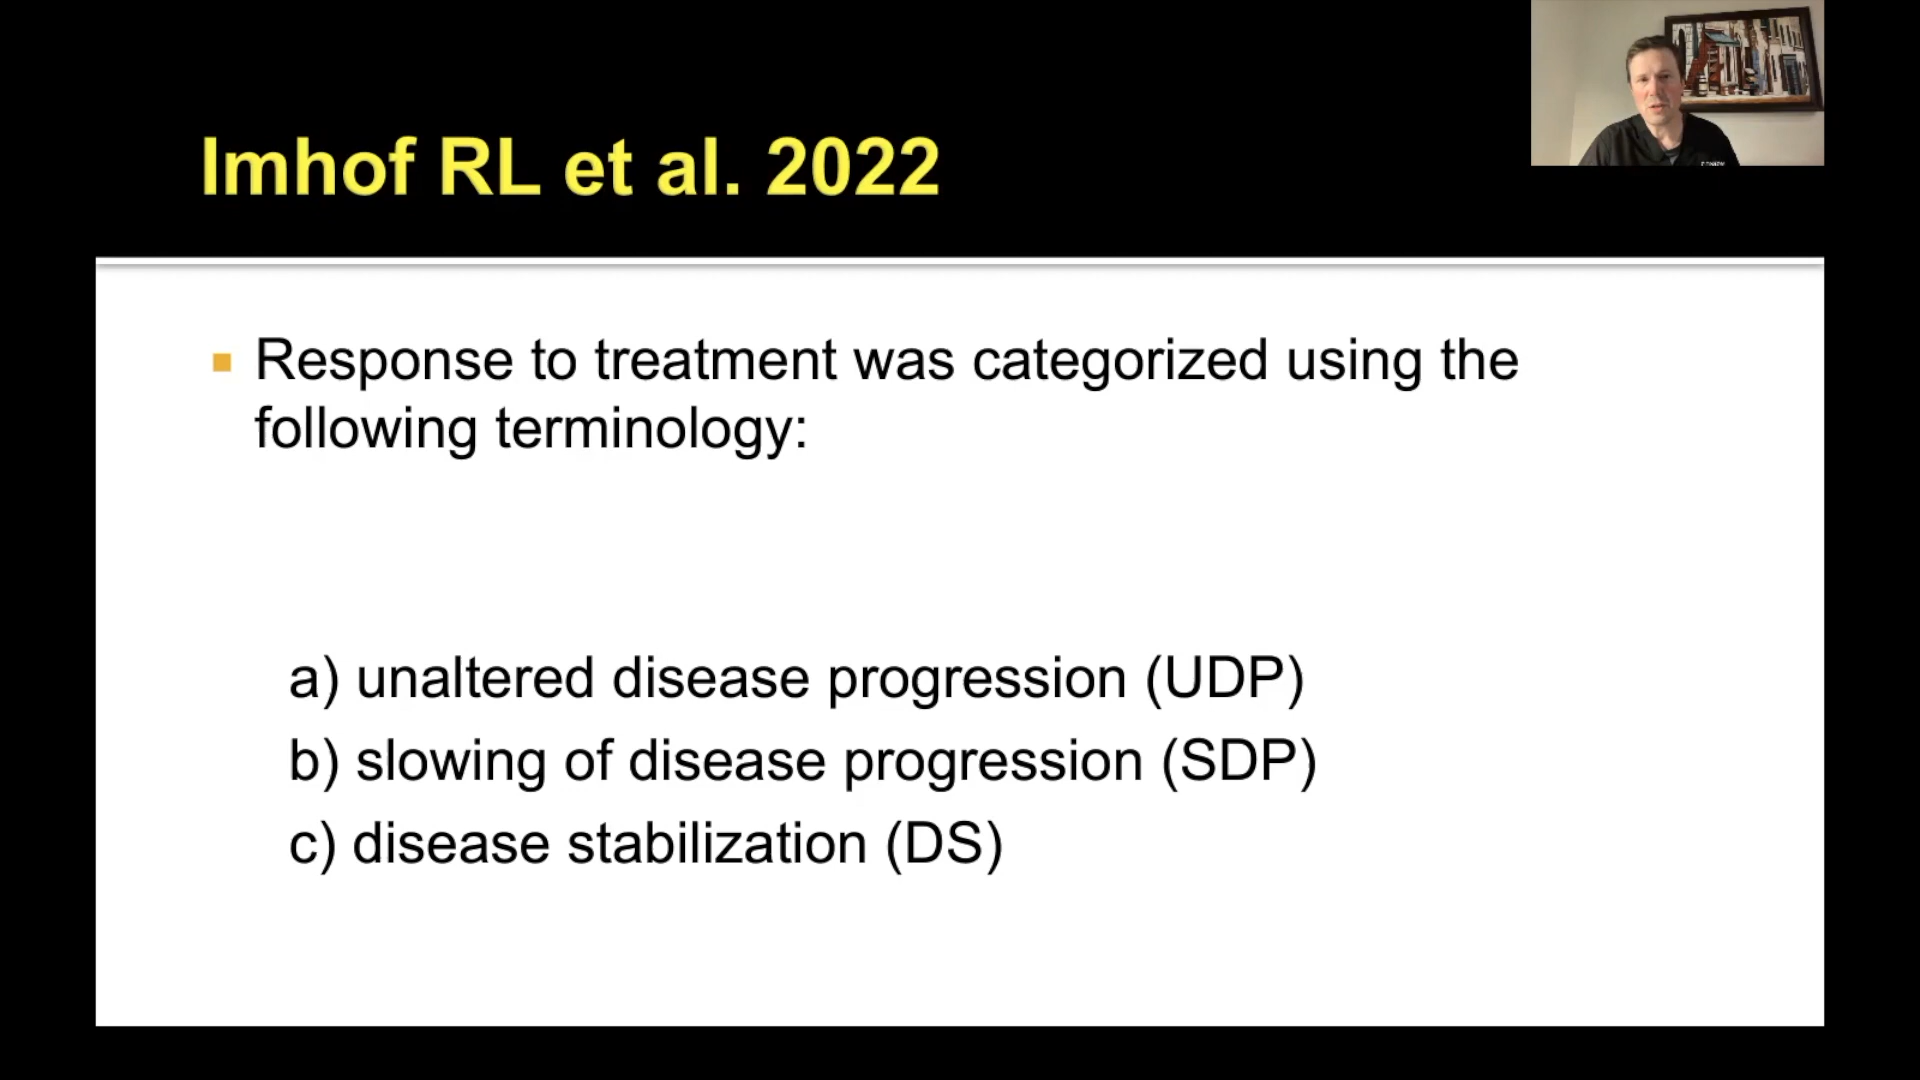 Imhof RL et al. 2022
Response to treatment was categorized using the
following terminology:
a) unaltered disease progression (UDP)
b) slowing of disease progression (SDP)
c) disease stabilization (DS)